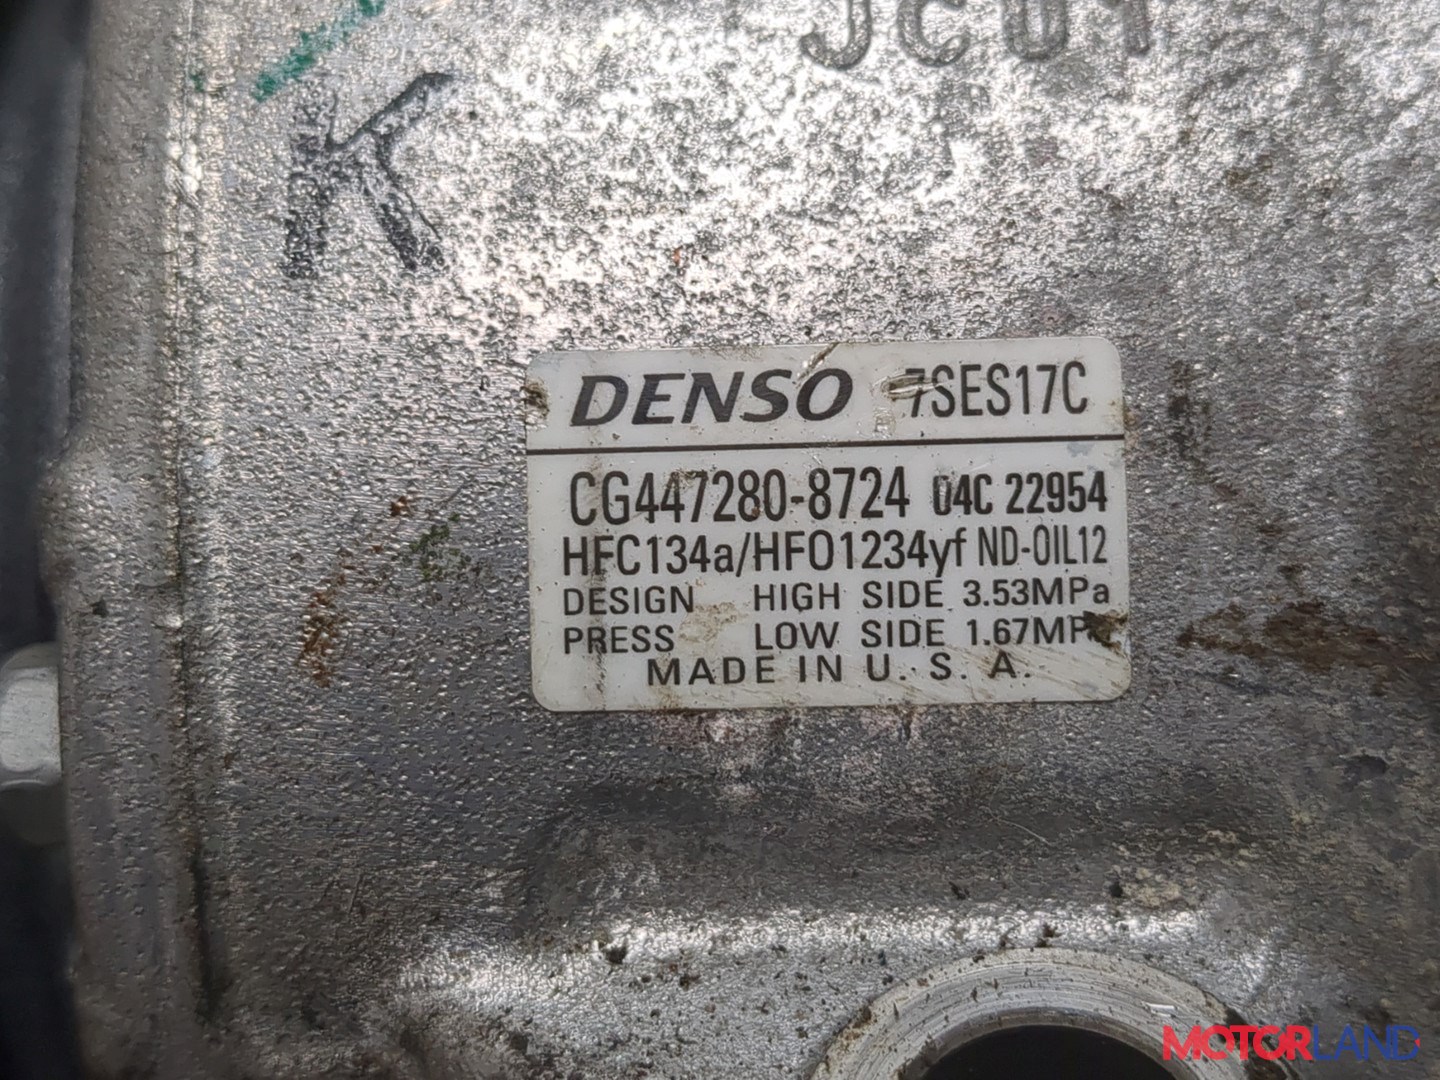 JC01
K
DENSO 7SES17C
CG447280-8724 04C 22954
HFC134a/HFO1234yf ND-OIL12
DESIGN HIGH SIDE 3.53MPa
PRESS LOW SIDE 1.67MPa
MADE IN U. S. A.
MOTORLAND